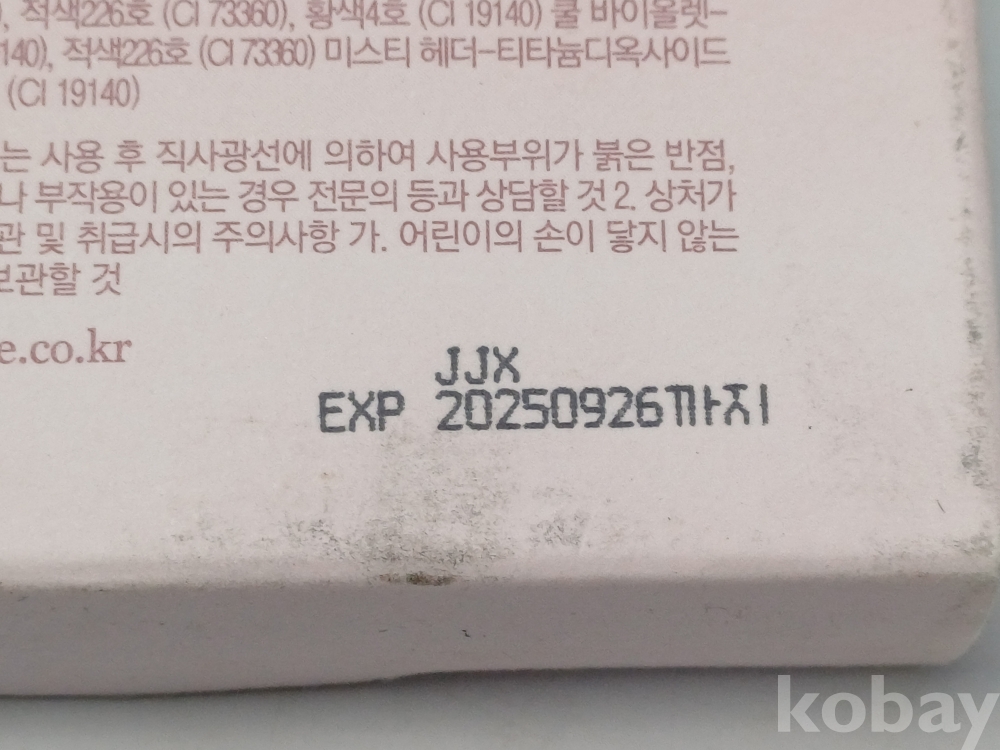 , 적색226호 (CI 73360), 황색4호 (CI 19140) 쿨 바이올렛-
140), 적색226호 (CI 73360) 미스티 헤더-티타늄디옥사이드
(CI 19140)
는 사용 후 직사광선에 의하여 사용부위가 붉은 반점,
나 부작용이 있는 경우 전문의 등과 상담할 것 2. 상처가
관 및 취급시의 주의사항 가. 어린이의 손이 닿지 않는
보관할 것
e.co.kr
JJX
EXP 20250926까지
kobay